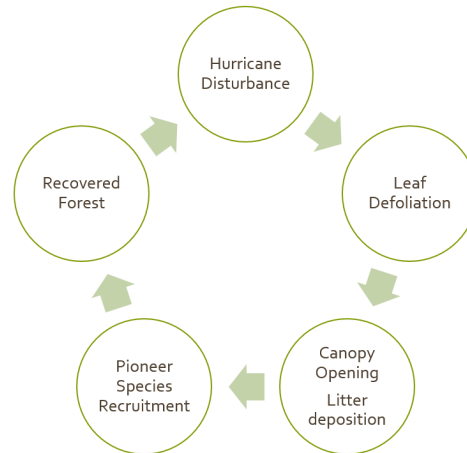 Hurricane
Disturbance
Leaf
Defoliation
Canopy
Opening
Litter
deposition
Pioneer
Species
Recruitment
Recovered
Forest